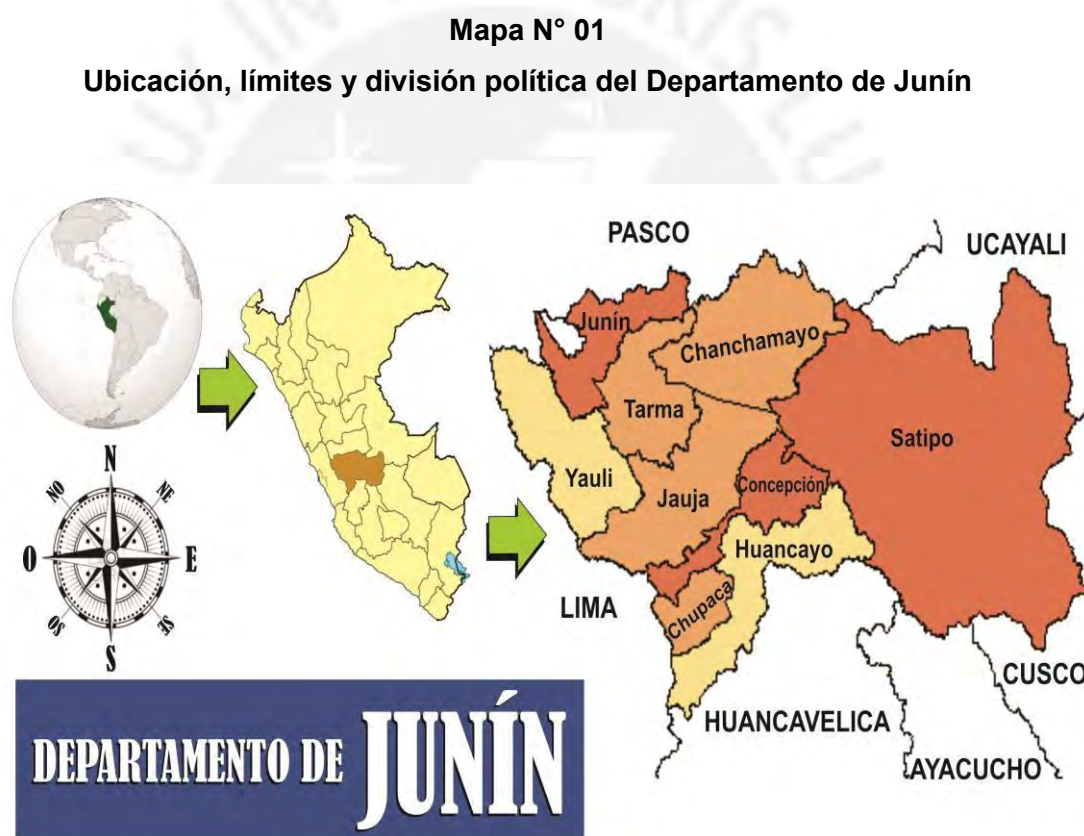 Mapa N° 01
Ubicación, límites y división política del Departamento de Junín
PASCO
UCAYALI
Junín
Chanchamayo
Tarma
Satipo
Yauli
Jauja
Concepción
Huancayo
Chupaca
LIMA
CUSCO
HUANCAVELICA
AYACUCHO
N
NO
NE
O
E
SO
SE
S
DEPARTAMENTO DE JUNÍN